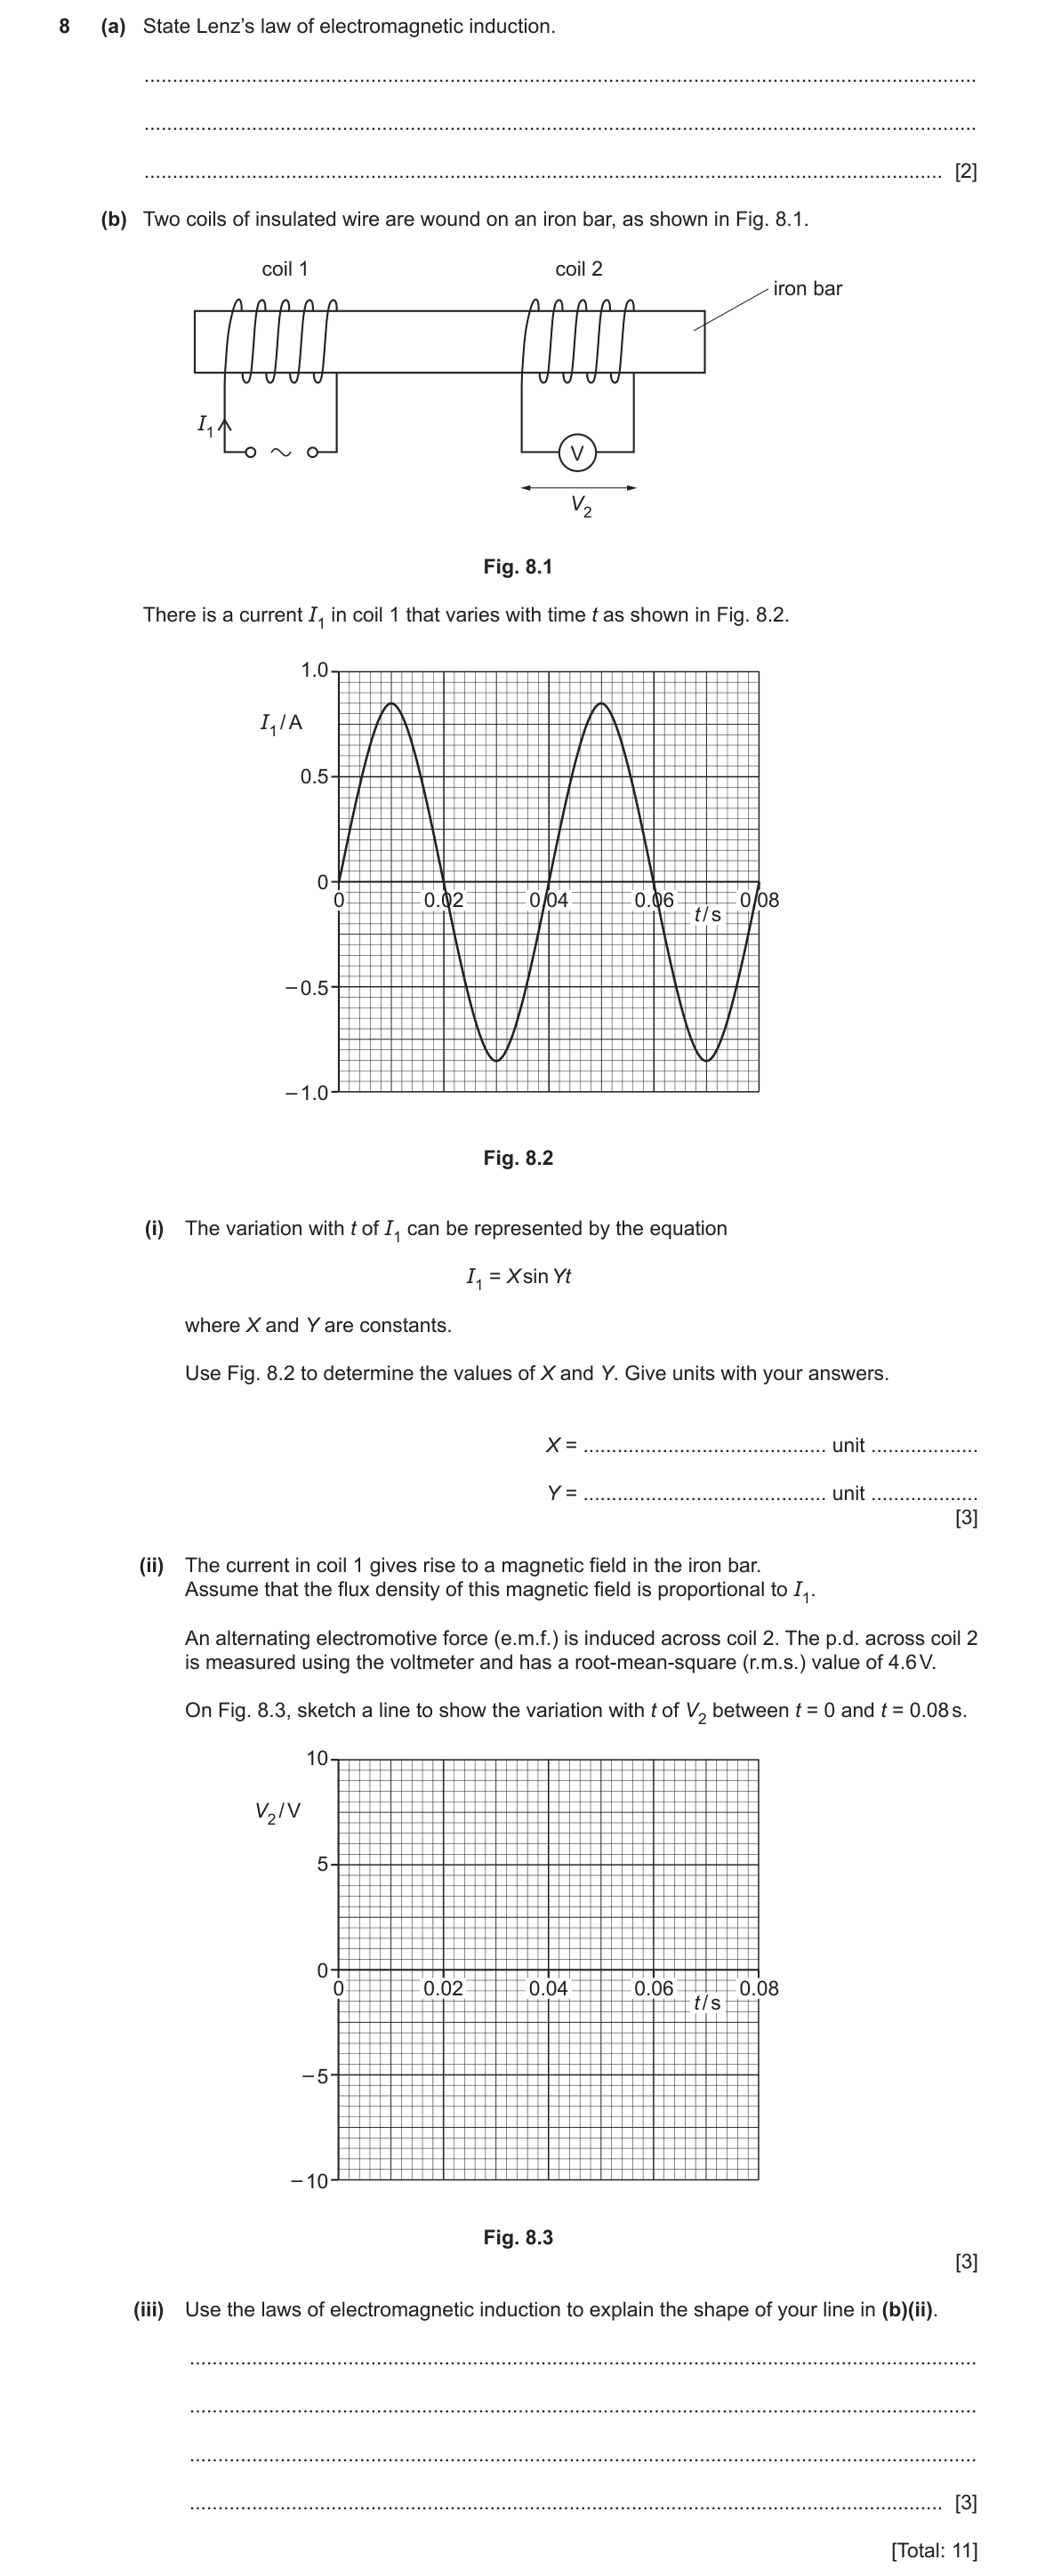 8 (a) State Lenz’s law of electromagnetic induction.
..........................................................................................................................................
..........................................................................................................................................
.................................................................................................................................... [2]
(b) Two coils of insulated wire are wound on an iron bar, as shown in Fig. 8.1.
coil 1
coil 2
iron bar
I1
V
V2
Fig. 8.1
There is a current I1 in coil 1 that varies with time t as shown in Fig. 8.2.
1.0
I1/A
0.5
0
0 0.02 0.04 0.06 0.08
t/s
−0.5
−1.0
Fig. 8.2
(i) The variation with t of I1 can be represented by the equation
I1 = X sin Yt
where X and Y are constants.
Use Fig. 8.2 to determine the values of X and Y. Give units with your answers.
X = ........................................... unit ...................
Y = ........................................... unit ...................
[3]
(ii) The current in coil 1 gives rise to a magnetic field in the iron bar.
Assume that the flux density of this magnetic field is proportional to I1.
An alternating electromotive force (e.m.f.) is induced across coil 2. The p.d. across coil 2
is measured using the voltmeter and has a root-mean-square (r.m.s.) value of 4.6 V.
On Fig. 8.3, sketch a line to show the variation with t of V2 between t = 0 and t = 0.08 s.
10
V2/V
5
0
0 0.02 0.04 0.06 0.08
t/s
−5
−10
Fig. 8.3
[3]
(iii) Use the laws of electromagnetic induction to explain the shape of your line in (b)(ii).
..........................................................................................................................................
..........................................................................................................................................
..........................................................................................................................................
.................................................................................................................................... [3]
[Total: 11]